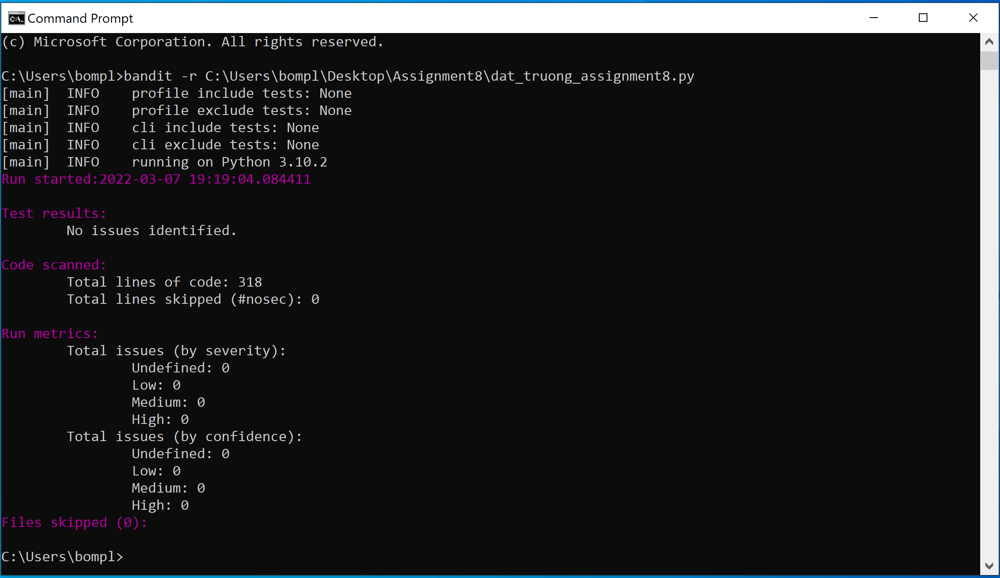 Command Prompt
(c) Microsoft Corporation. All rights reserved.
C:\Users\bompl>bandit -r C:\Users\bompl\Desktop\Assignment8\dat_truong_assignment8.py
[main]  INFO    profile include tests: None
[main]  INFO    profile exclude tests: None
[main]  INFO    cli include tests: None
[main]  INFO    cli exclude tests: None
[main]  INFO    running on Python 3.10.2
Run started:2022-03-07 19:19:04.084411
Test results:
        No issues identified.
Code scanned:
        Total lines of code: 318
        Total lines skipped (#nosec): 0
Run metrics:
        Total issues (by severity):
                Undefined: 0
                Low: 0
                Medium: 0
                High: 0
        Total issues (by confidence):
                Undefined: 0
                Low: 0
                Medium: 0
                High: 0
Files skipped (0):
C:\Users\bompl>